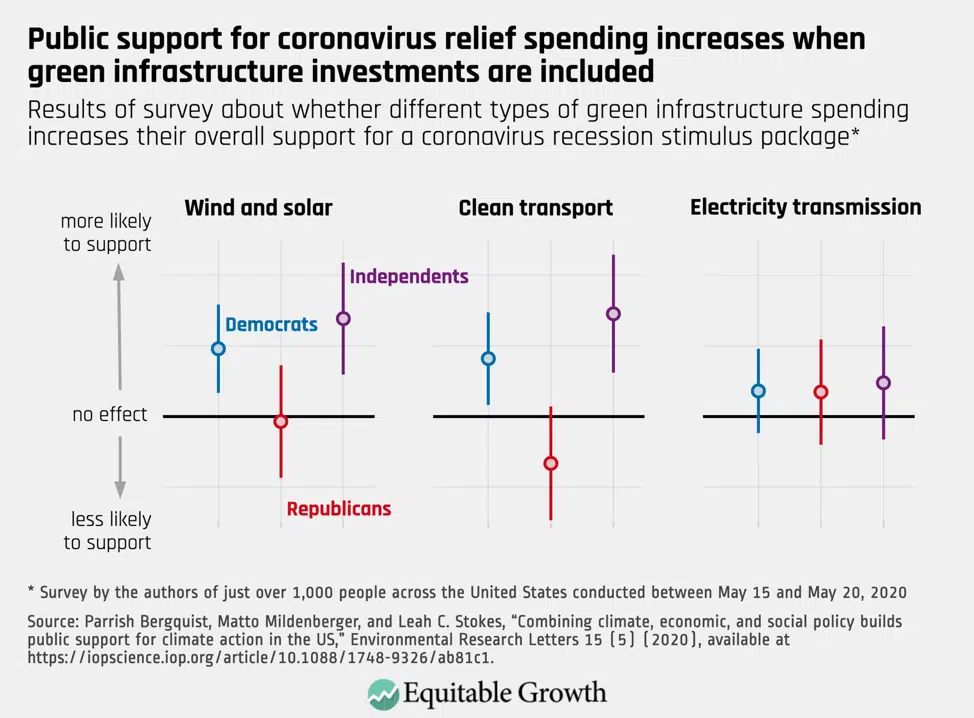 Public support for coronavirus relief spending increases when
green infrastructure investments are included
Results of survey about whether different types of green infrastructure spending
increases their overall support for a coronavirus recession stimulus package*
Wind and solar
Clean transport
Electricity transmission
more likely
to support
Independents
Democrats
no effect
Republicans
less likely
to support
* Survey by the authors of just over 1,000 people across the United States conducted between May 15 and May 20, 2020
Source: Parrish Bergquist, Matto Mildenberger, and Leah C. Stokes, “Combining climate, economic, and social policy builds
public support for climate action in the US,” Environmental Research Letters 15 (5) (2020), available at
https://iopscience.iop.org/article/10.1088/1748-9326/ab81c1.
Equitable Growth